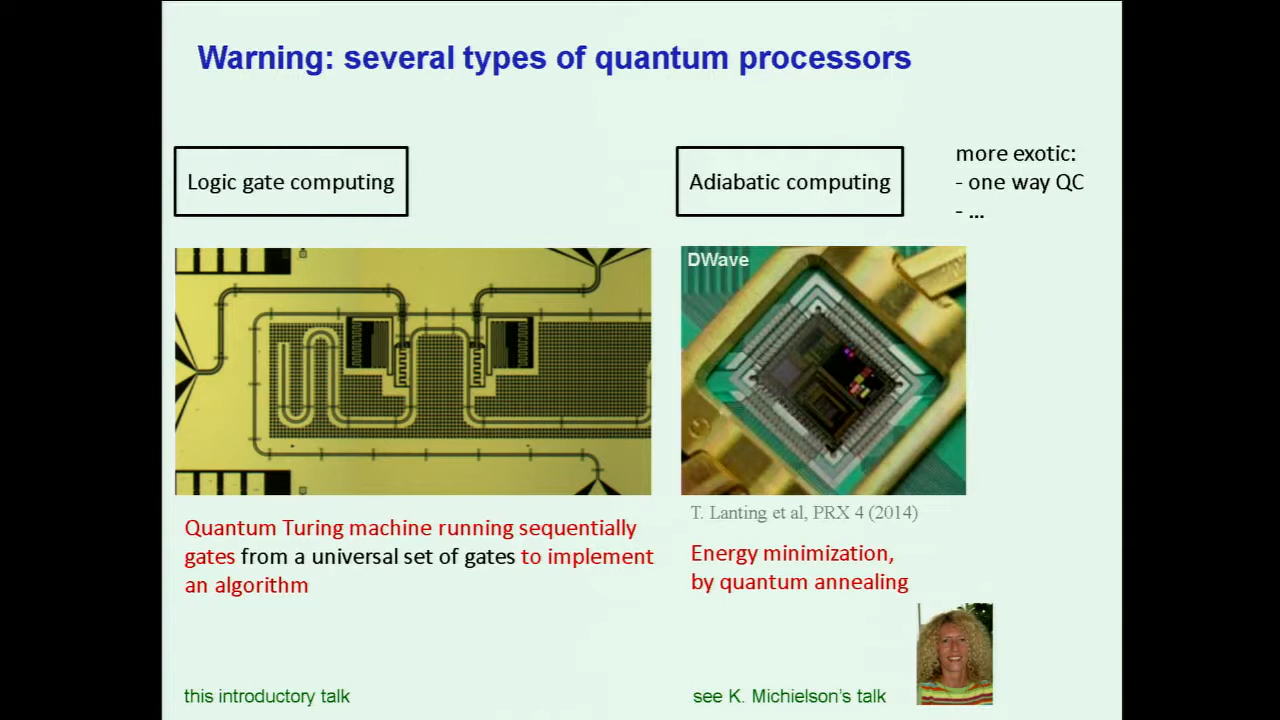 Warning: several types of quantum processors
Logic gate computing
Adiabatic computing
more exotic:
- one way QC
- ...
DWave
T. Lanting et al, PRX 4 (2014)
Quantum Turing machine running sequentially
gates from a universal set of gates to implement
an algorithm
Energy minimization,
by quantum annealing
this introductory talk
see K. Michielson's talk